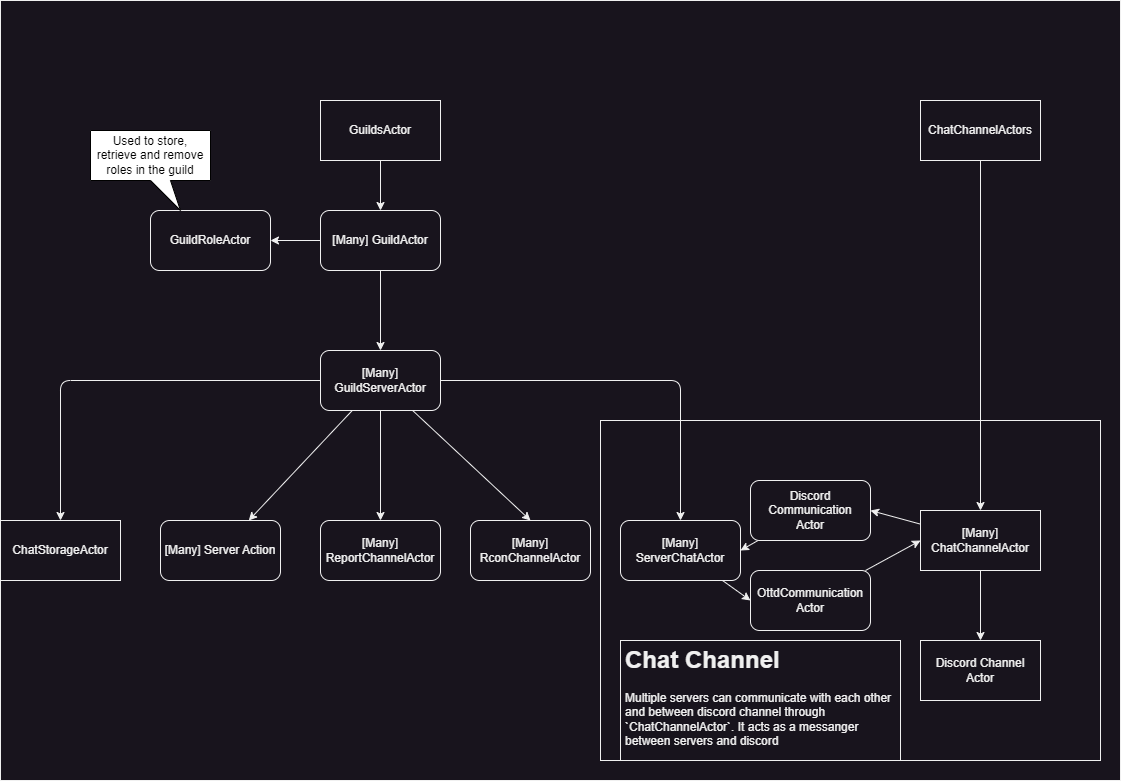 GuildsActor
ChatChannelActors
Used to store,
retrieve and remove
roles in the guild
GuildRoleActor
[Many] GuildActor
[Many]
GuildServerActor
ChatStorageActor
[Many] Server Action
[Many]
ReportChannelActor
[Many]
RconChannelActor
[Many]
ServerChatActor
Discord
Communication
Actor
OttdCommunication
Actor
[Many]
ChatChannelActor
Discord Channel
Actor
Chat Channel
Multiple servers can communicate with each other
and between discord channel through
`ChatChannelActor`. It acts as a messanger
between servers and discord